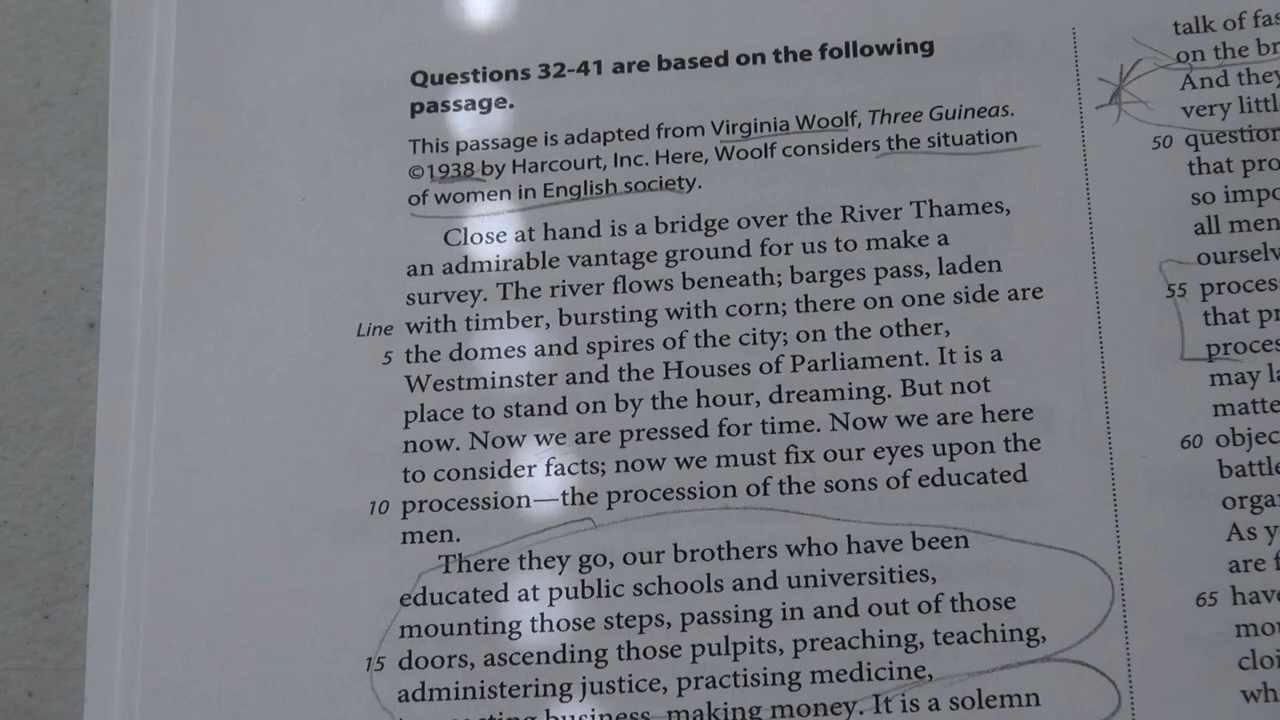 Questions 32-41 are based on the following
passage.
This passage is adapted from Virginia Woolf, Three Guineas.
©1938 by Harcourt, Inc. Here, Woolf considers the situation
of women in English society.
Close at hand is a bridge over the River Thames,
an admirable vantage ground for us to make a
survey. The river flows beneath; barges pass, laden
Line with timber, bursting with corn; there on one side are
5 the domes and spires of the city; on the other,
Westminster and the Houses of Parliament. It is a
place to stand on by the hour, dreaming. But not
now. Now we are pressed for time. Now we are here
to consider facts; now we must fix our eyes upon the
10 procession—the procession of the sons of educated
men.
There they go, our brothers who have been
educated at public schools and universities,
mounting those steps, passing in and out of those
15 doors, ascending those pulpits, preaching, teaching,
administering justice, practising medicine,
business, making money. It is a solemn
talk of fas
on the br
And they
very littl
50 question
that pro
so impo
all men
ourselv
55 proces
that pr
proces
may la
matte
60 objec
battle
orga
As y
are f
65 have
mo
cloi
wh